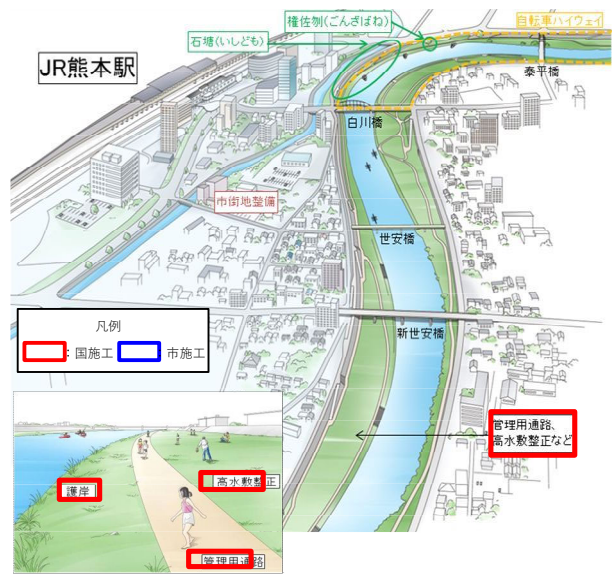 権佐刎(ごんざばね)
自転車ハイウェイ
石塘(いしども)
JR熊本駅
泰平橋
白川橋
市街地整備
世安橋
凡例
:国施工
市施工
新世安橋
管理用通路、
高水敷整正など
護岸
高水敷整正
管理用通路